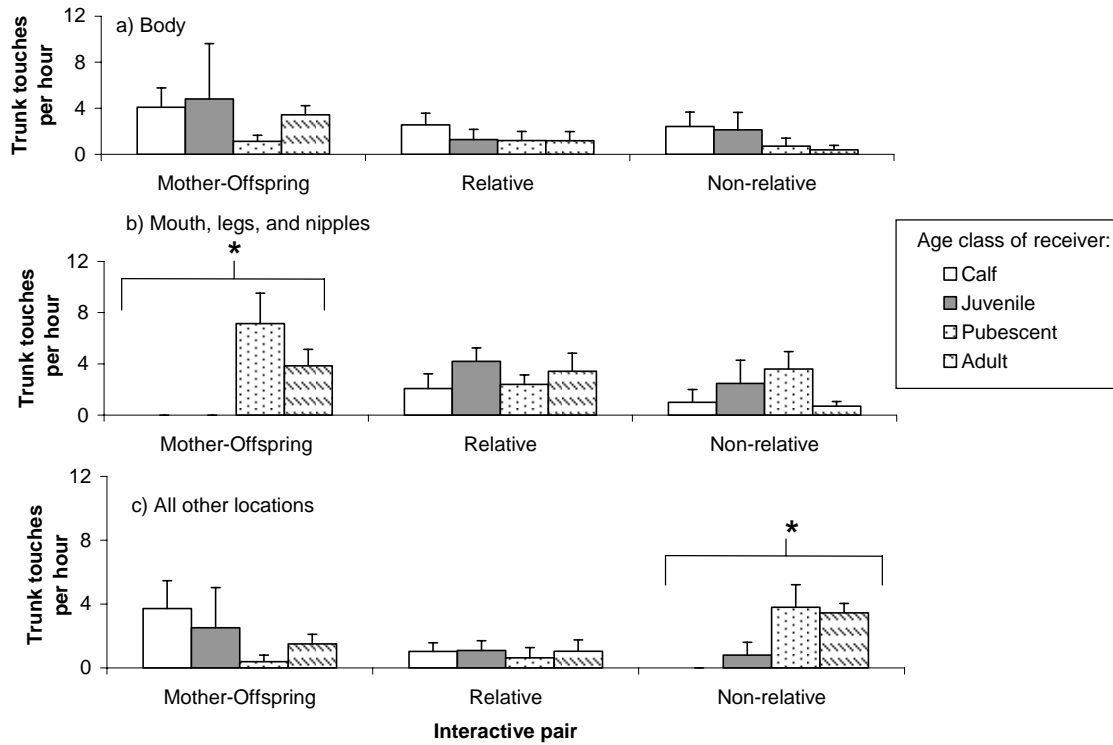 a) Body
Trunk touches
per hour
12
8
4
0
Mother-Offspring Relative Non-relative
b) Mouth, legs, and nipples
*
Trunk touches
per hour
12
8
4
0
Mother-Offspring Relative Non-relative
Age class of receiver:
Calf
Juvenile
Pubescent
Adult
c) All other locations
*
Trunk touches
per hour
12
8
4
0
Mother-Offspring Relative Non-relative
Interactive pair